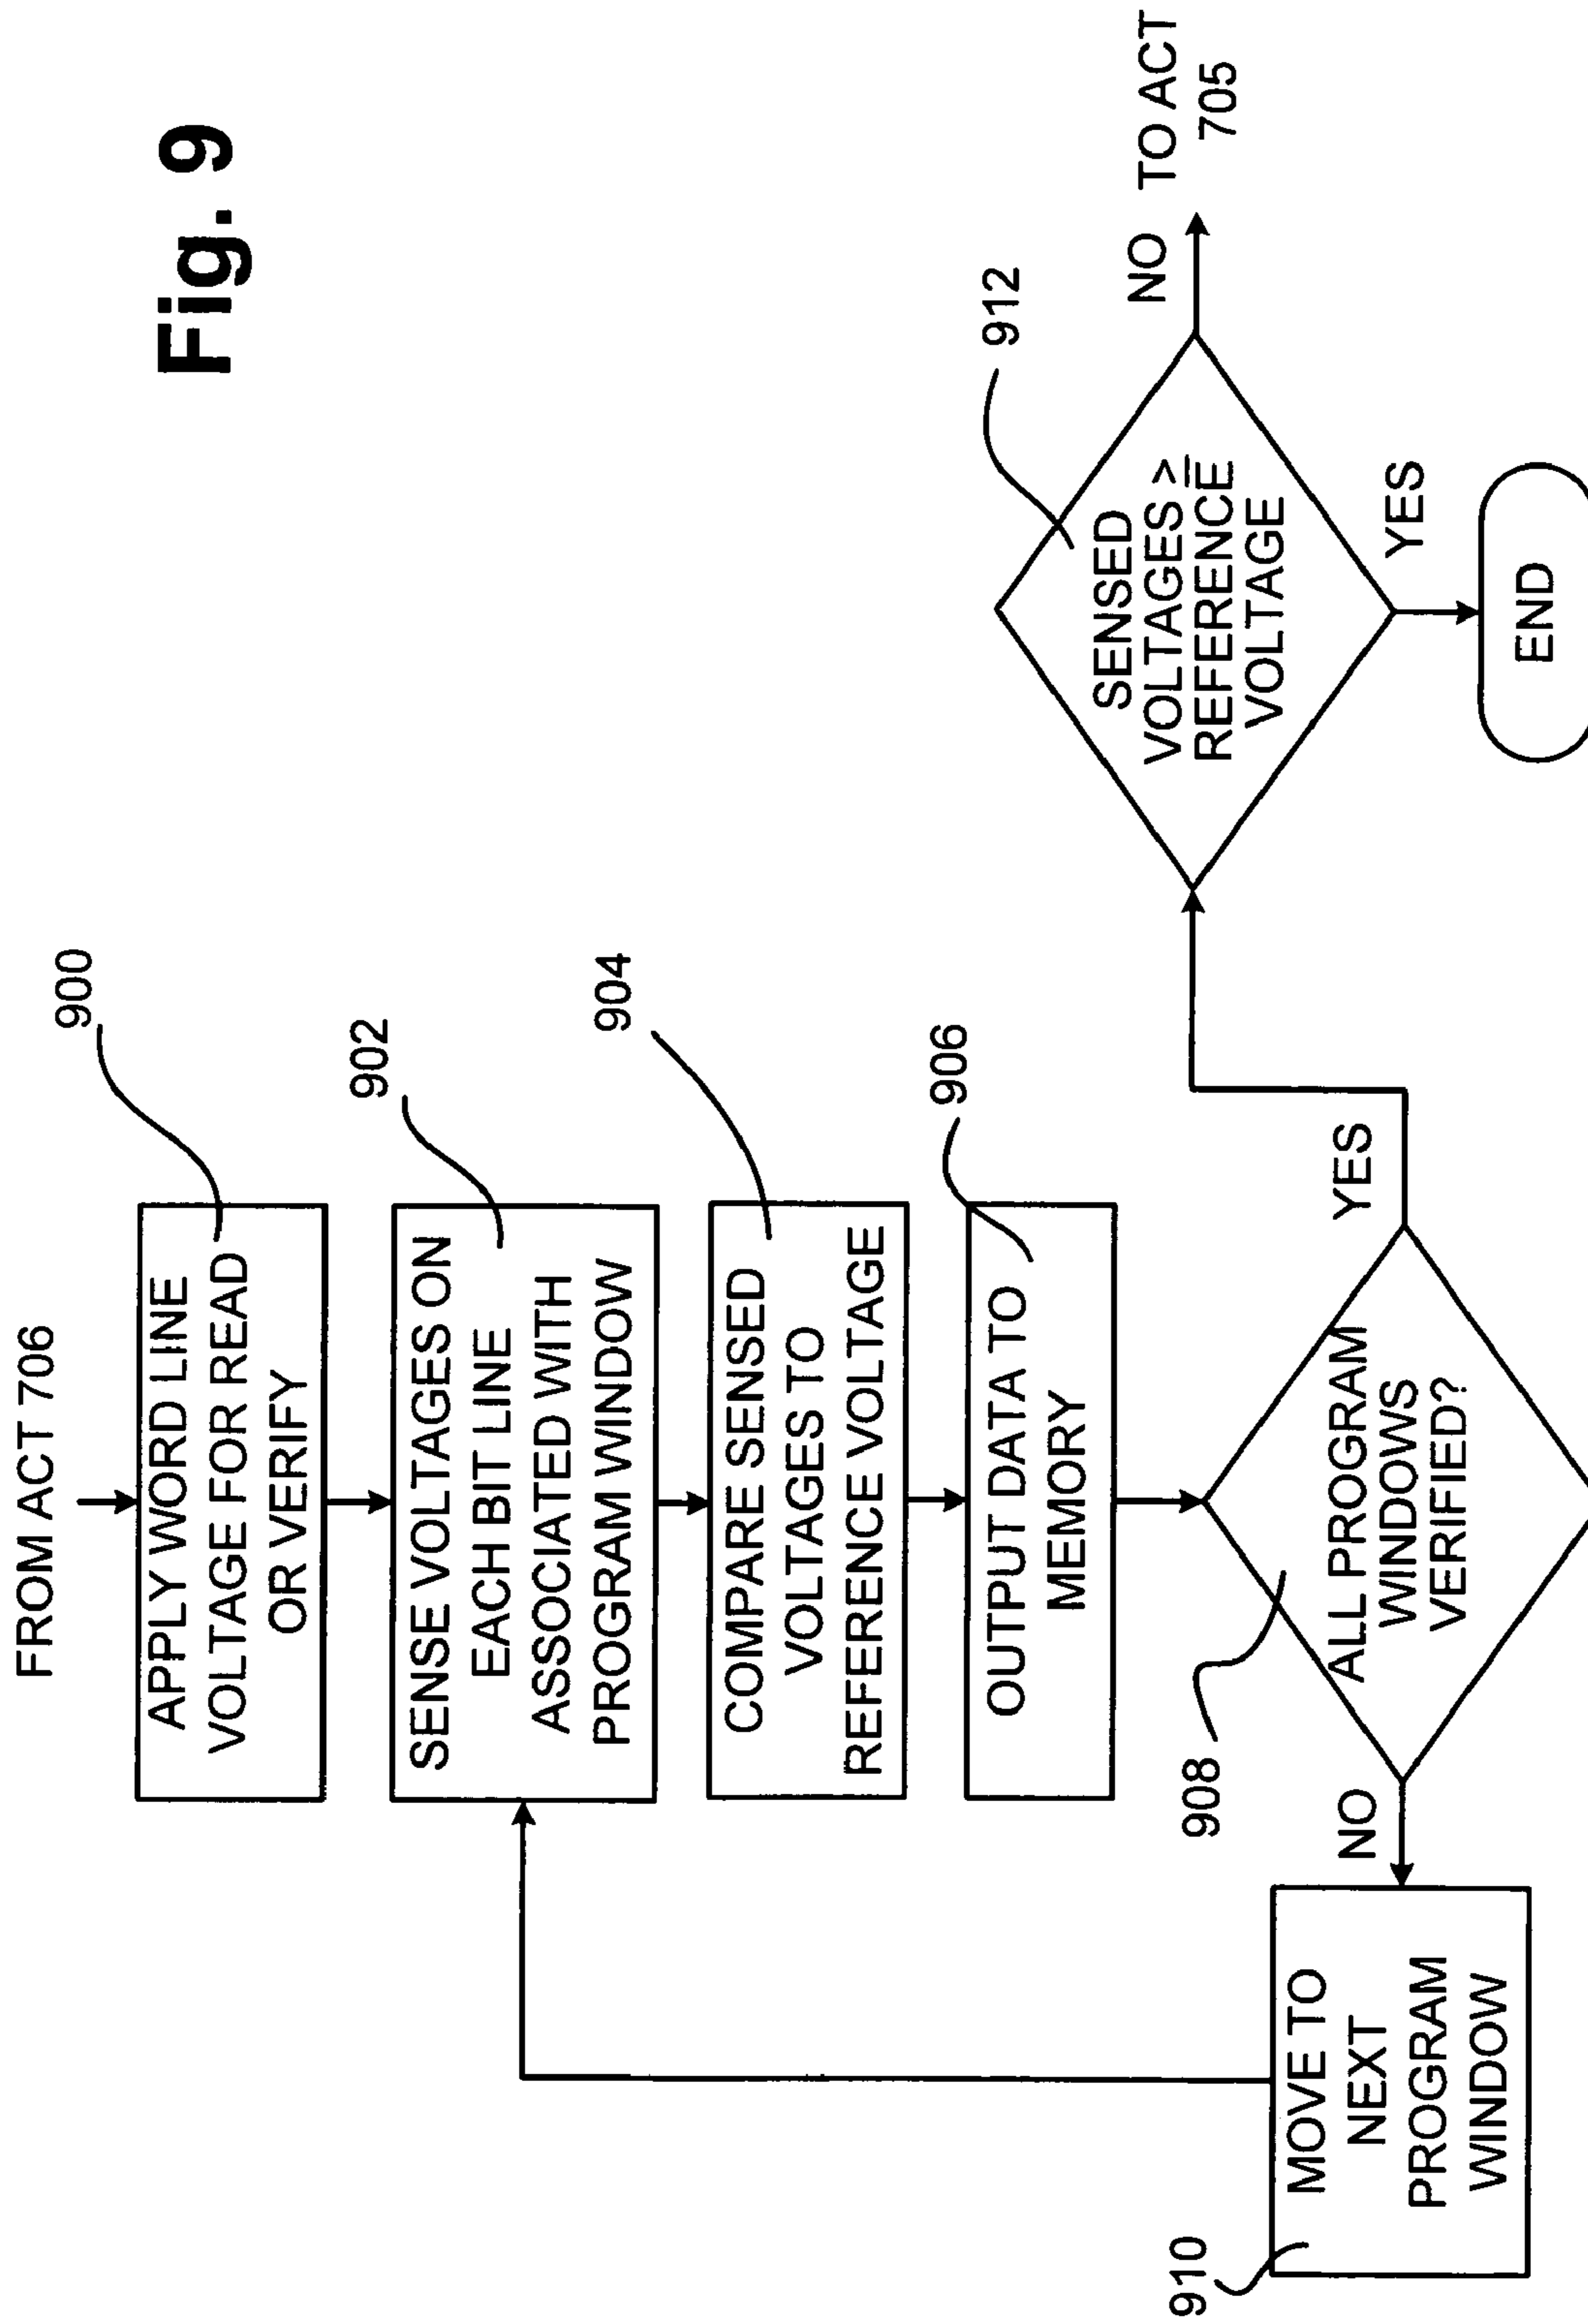 Fig. 9
FROM ACT 706
900
APPLY WORD LINE
VOLTAGE FOR READ
OR VERIFY
902
SENSE VOLTAGES ON
EACH BIT LINE
ASSOCIATED WITH
PROGRAM WINDOW
904
COMPARE SENSED
VOLTAGES TO
REFERENCE VOLTAGE
906
OUTPUT DATA TO
MEMORY
908
ALL PROGRAM
WINDOWS
VERIFIED?
NO
YES
910
MOVE TO
NEXT
PROGRAM
WINDOW
912
SENSED
VOLTAGES ≥
REFERENCE
VOLTAGE
NO
TO ACT
705
YES
END